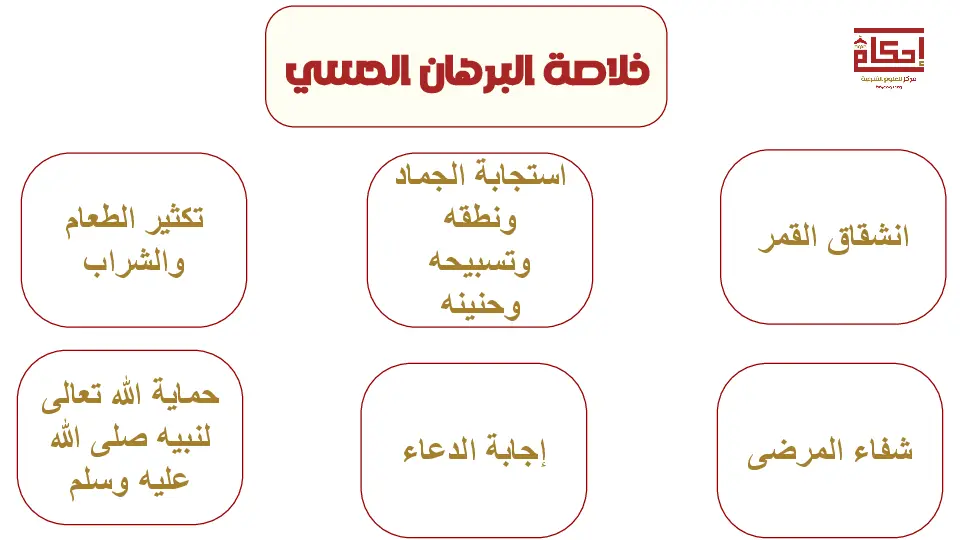 خلاصة البرهان الحسي
إحكام
مركز للعلوم الشرعية
انشقاق القمر
استجابة الجماد
ونطقه
وتسبيحه
وحنينه
تكثير الطعام
والشراب
شفاء المرضى
إجابة الدعاء
حماية الله تعالى
لنبيه صلى الله
عليه وسلم